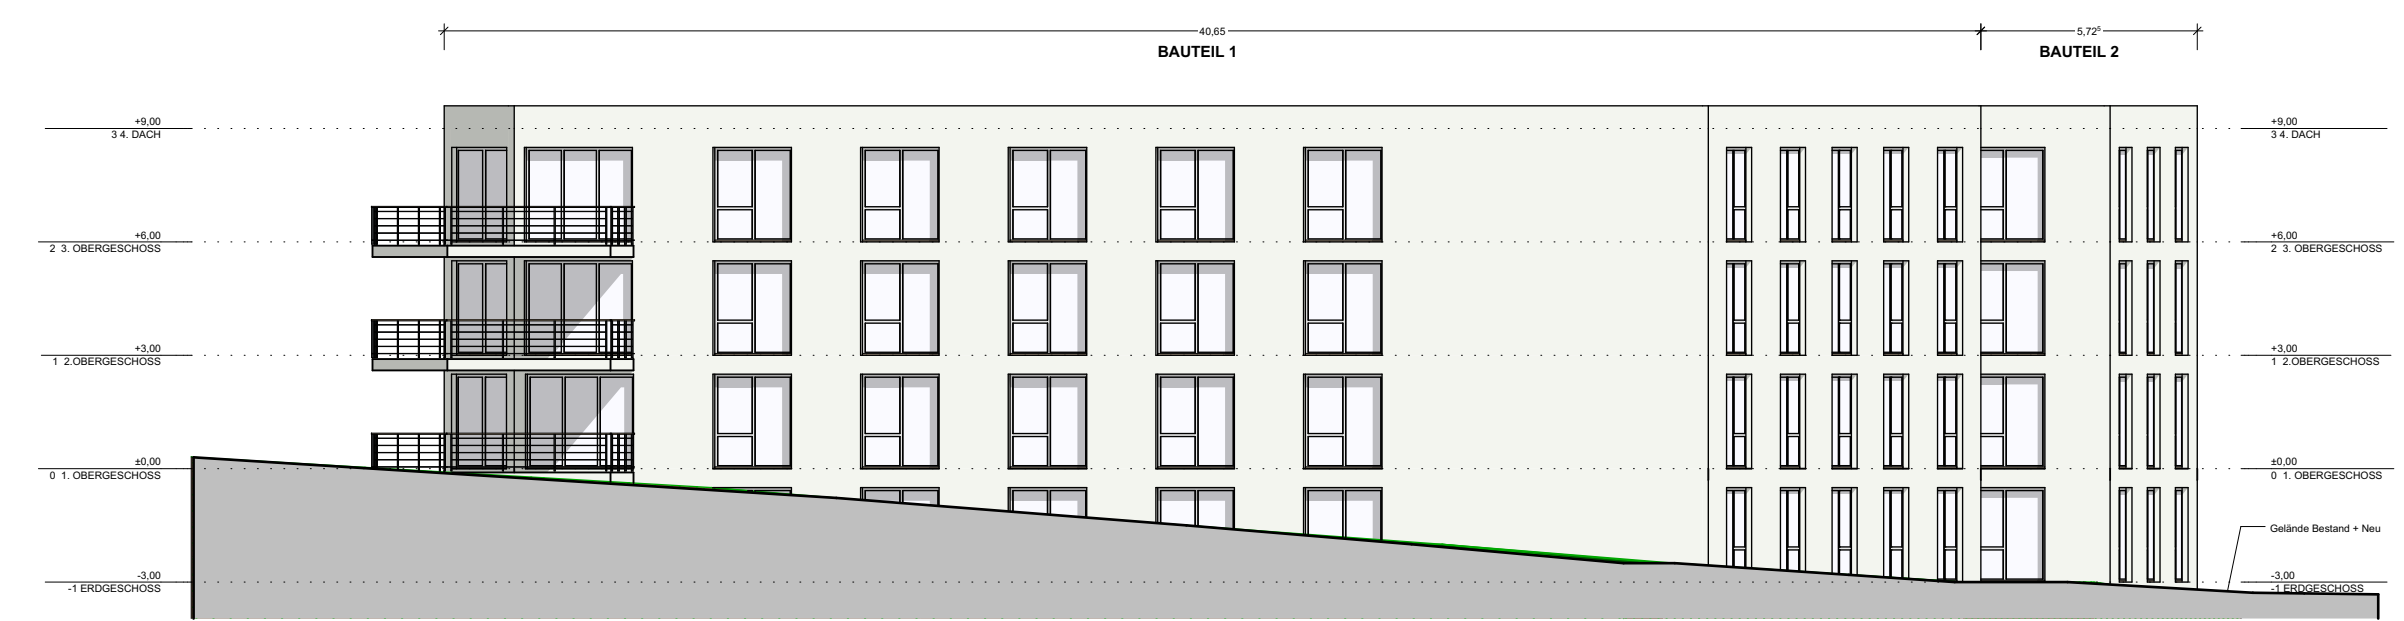 40,65
5,72⁵
BAUTEIL 1
BAUTEIL 2
+9,00
3 4. DACH
+9,00
3 4. DACH
+6,00
2 3. OBERGESCHOSS
+6,00
2 3. OBERGESCHOSS
+3,00
1 2.OBERGESCHOSS
+3,00
1 2.OBERGESCHOSS
±0,00
0 1. OBERGESCHOSS
±0,00
0 1. OBERGESCHOSS
Gelände Bestand + Neu
-3,00
-1 ERDGESCHOSS
-3,00
-1 ERDGESCHOSS